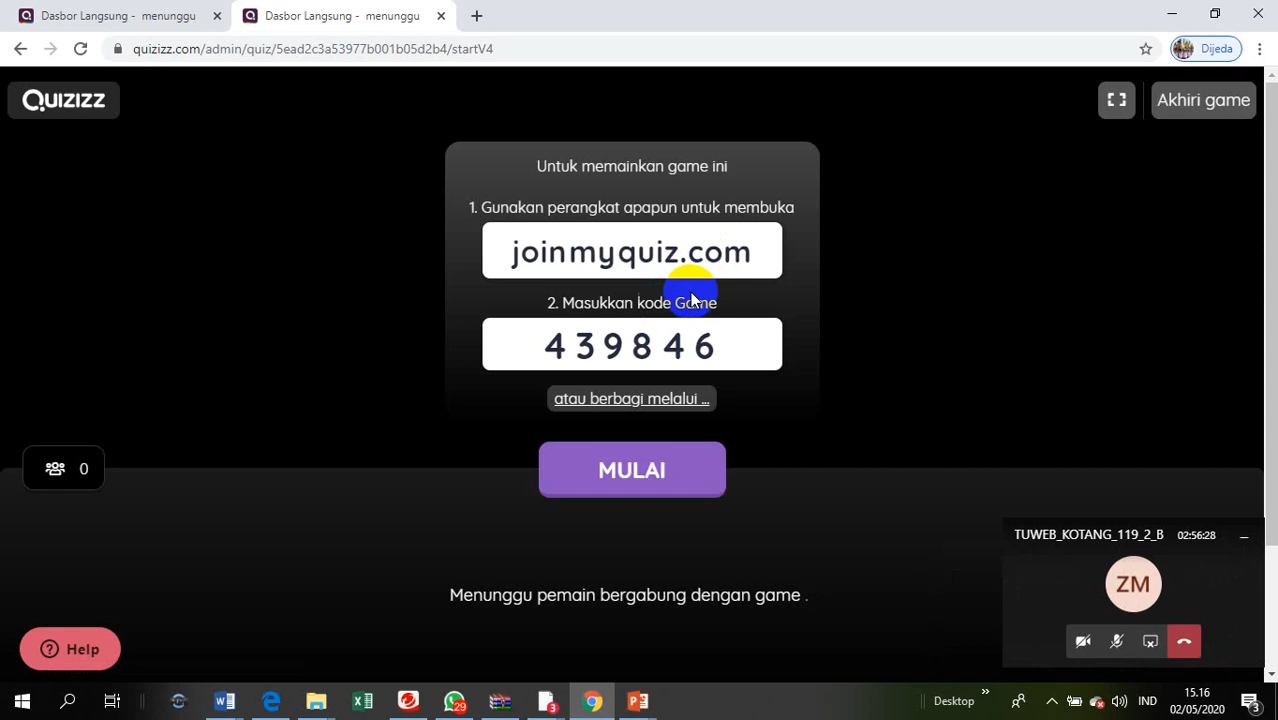 Dasbor Langsung - menunggu
Dasbor Langsung - menunggu
quizizz.com/admin/quiz/5ead2c3a53977b001b05d2b4/startV4
Dijeda
Quizizz
Akhiri game
Untuk memainkan game ini
1. Gunakan perangkat apapun untuk membuka
joinmyquiz.com
2. Masukkan kode Game
4 3 9 8 4 6
atau berbagi melalui ...
0
MULAI
TUWEB_KOTANG_119_2_B 02:56:28
ZM
Menunggu pemain bergabung dengan game .
Help
29
3
Desktop
IND
15.16
02/05/2020
3